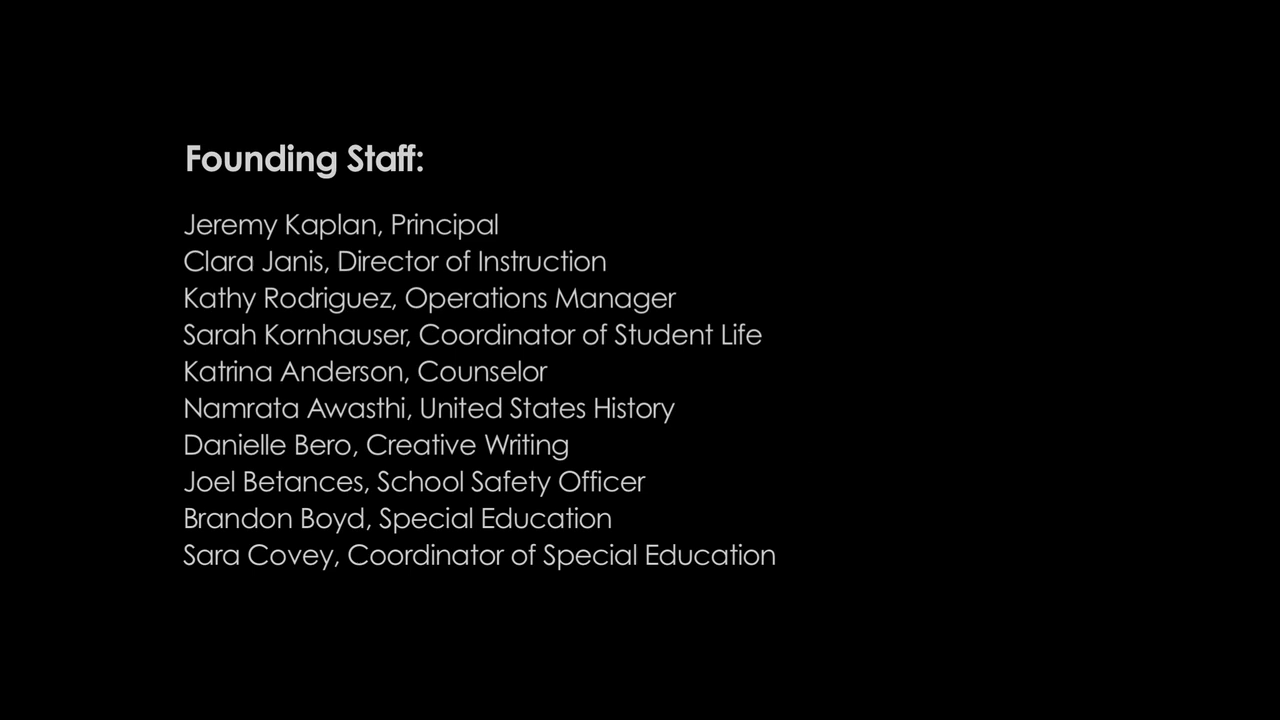 Founding Staff:
Jeremy Kaplan, Principal
Clara Janis, Director of Instruction
Kathy Rodriguez, Operations Manager
Sarah Kornhauser, Coordinator of Student Life
Katrina Anderson, Counselor
Namrata Awasthi, United States History
Danielle Bero, Creative Writing
Joel Betances, School Safety Officer
Brandon Boyd, Special Education
Sara Covey, Coordinator of Special Education